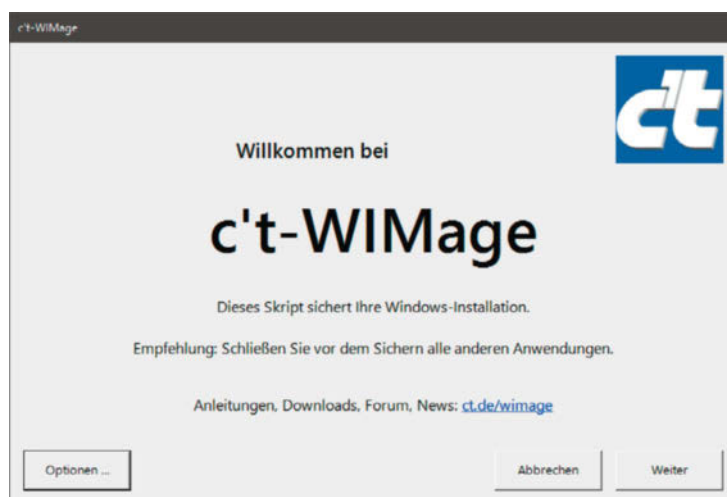 c't-WIMage
c't
Willkommen bei
c't-WIMage
Dieses Skript sichert Ihre Windows-Installation.
Empfehlung: Schließen Sie vor dem Sichern alle anderen Anwendungen.
Anleitungen, Downloads, Forum, News: ct.de/wimage
Optionen ...
Abbrechen
Weiter